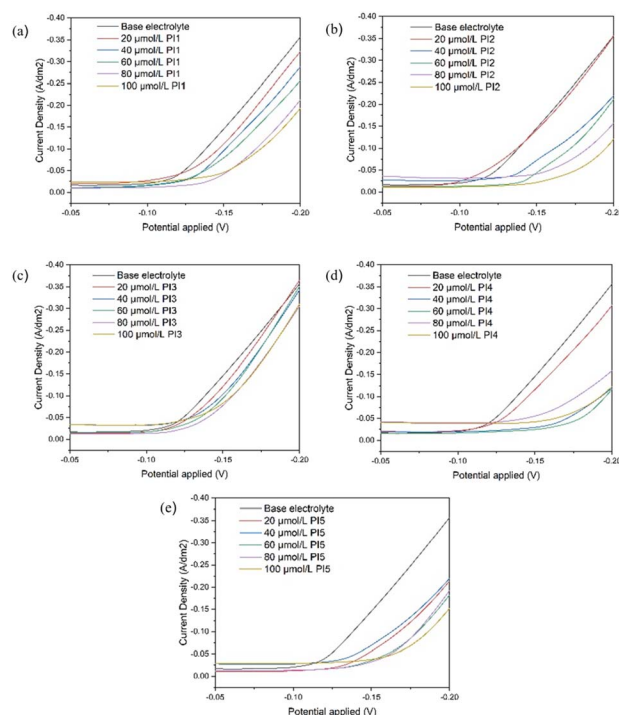 (a)
Base electrolyte
20 μmol/L PI1
40 μmol/L PI1
60 μmol/L PI1
80 μmol/L PI1
100 μmol/L PI1
Current Density (A/dm2)
-0.40
-0.35
-0.30
-0.25
-0.20
-0.15
-0.10
-0.05
0.00
-0.05
-0.10
-0.15
-0.20
Potential applied (V)
(b)
Base electrolyte
20 μmol/L PI2
40 μmol/L PI2
60 μmol/L PI2
80 μmol/L PI2
100 μmol/L PI2
Current Density (A/dm2)
-0.40
-0.35
-0.30
-0.25
-0.20
-0.15
-0.10
-0.05
0.00
-0.05
-0.10
-0.15
-0.20
Potential applied (V)
(c)
Base electrolyte
20 μmol/L PI3
40 μmol/L PI3
60 μmol/L PI3
80 μmol/L PI3
100 μmol/L PI3
Current Density (A/dm2)
-0.40
-0.35
-0.30
-0.25
-0.20
-0.15
-0.10
-0.05
0.00
-0.05
-0.10
-0.15
-0.20
Potential applied (V)
(d)
Base electrolyte
20 μmol/L PI4
40 μmol/L PI4
60 μmol/L PI4
80 μmol/L PI4
100 μmol/L PI4
Current Density (A/dm2)
-0.40
-0.35
-0.30
-0.25
-0.20
-0.15
-0.10
-0.05
0.00
-0.05
-0.10
-0.15
-0.20
Potential applied (V)
(e)
Base electrolyte
20 μmol/L PI5
40 μmol/L PI5
60 μmol/L PI5
80 μmol/L PI5
100 μmol/L PI5
Current Density (A/dm2)
-0.40
-0.35
-0.30
-0.25
-0.20
-0.15
-0.10
-0.05
0.00
-0.05
-0.10
-0.15
-0.20
Potential applied (V)